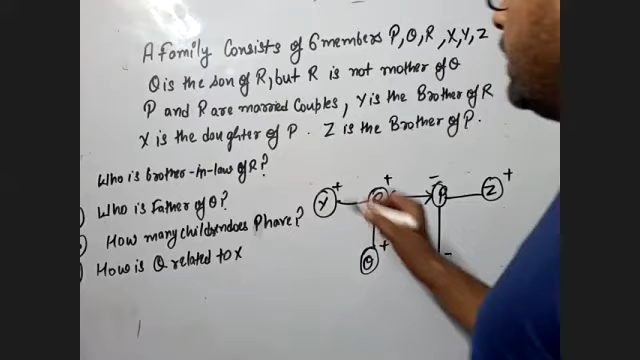 A Family Consists of 6 members P, Q, R, X, Y, Z
Q is the son of R, but R is not mother of Q
P and R are married Couples, Y is the Brother of R
X is the daughter of P. Z is the Brother of P.
Who is brother-in-law of R?
Who is Father of Q?
How many children does P have?
How is Q related to X
+ + - +
Y P Z
Q + -